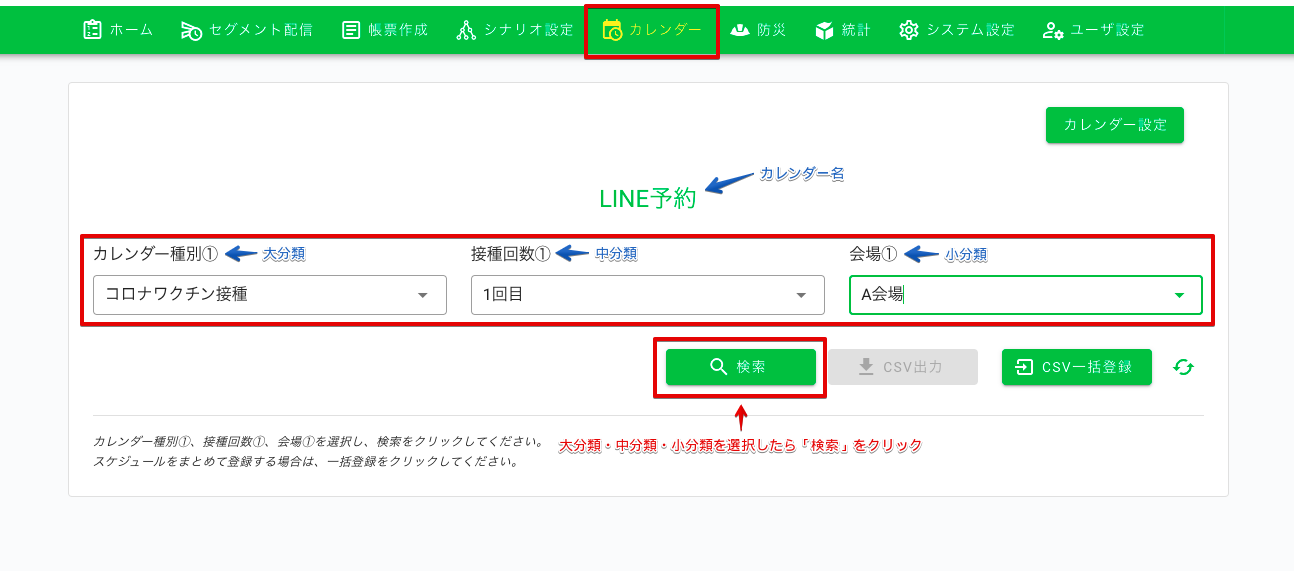 ホーム セグメント配信 帳票作成 シナリオ設定 カレンダー 防災 統計 システム設定 ユーザ設定
カレンダー設定
カレンダー名
LINE予約
カレンダー種別① 大分類 接種回数① 中分類 会場① 小分類
コロナワクチン接種 1回目 A会場
検索 CSV出力 CSV一括登録
カレンダー種別①、接種回数①、会場①を選択し、検索をクリックしてください。
大分類・中分類・小分類を選択したら「検索」をクリック
スケジュールをまとめて登録する場合は、一括登録をクリックしてください。